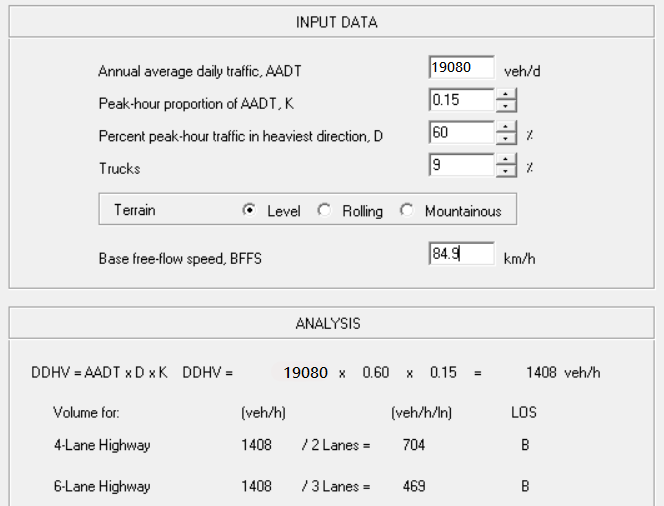 INPUT DATA
Annual average daily traffic, AADT 19080 veh/d
Peak-hour proportion of AADT, K 0.15
Percent peak-hour traffic in heaviest direction, D 60 %
Trucks 9 %
Terrain Level Rolling Mountainous
Base free-flow speed, BFFS 84.9 km/h
ANALYSIS
DDHV = AADT x D x K DDHV = 19080 x 0.60 x 0.15 = 1408 veh/h
Volume for: (veh/h) (veh/h/ln) LOS
4-Lane Highway 1408 / 2 Lanes = 704 B
6-Lane Highway 1408 / 3 Lanes = 469 B